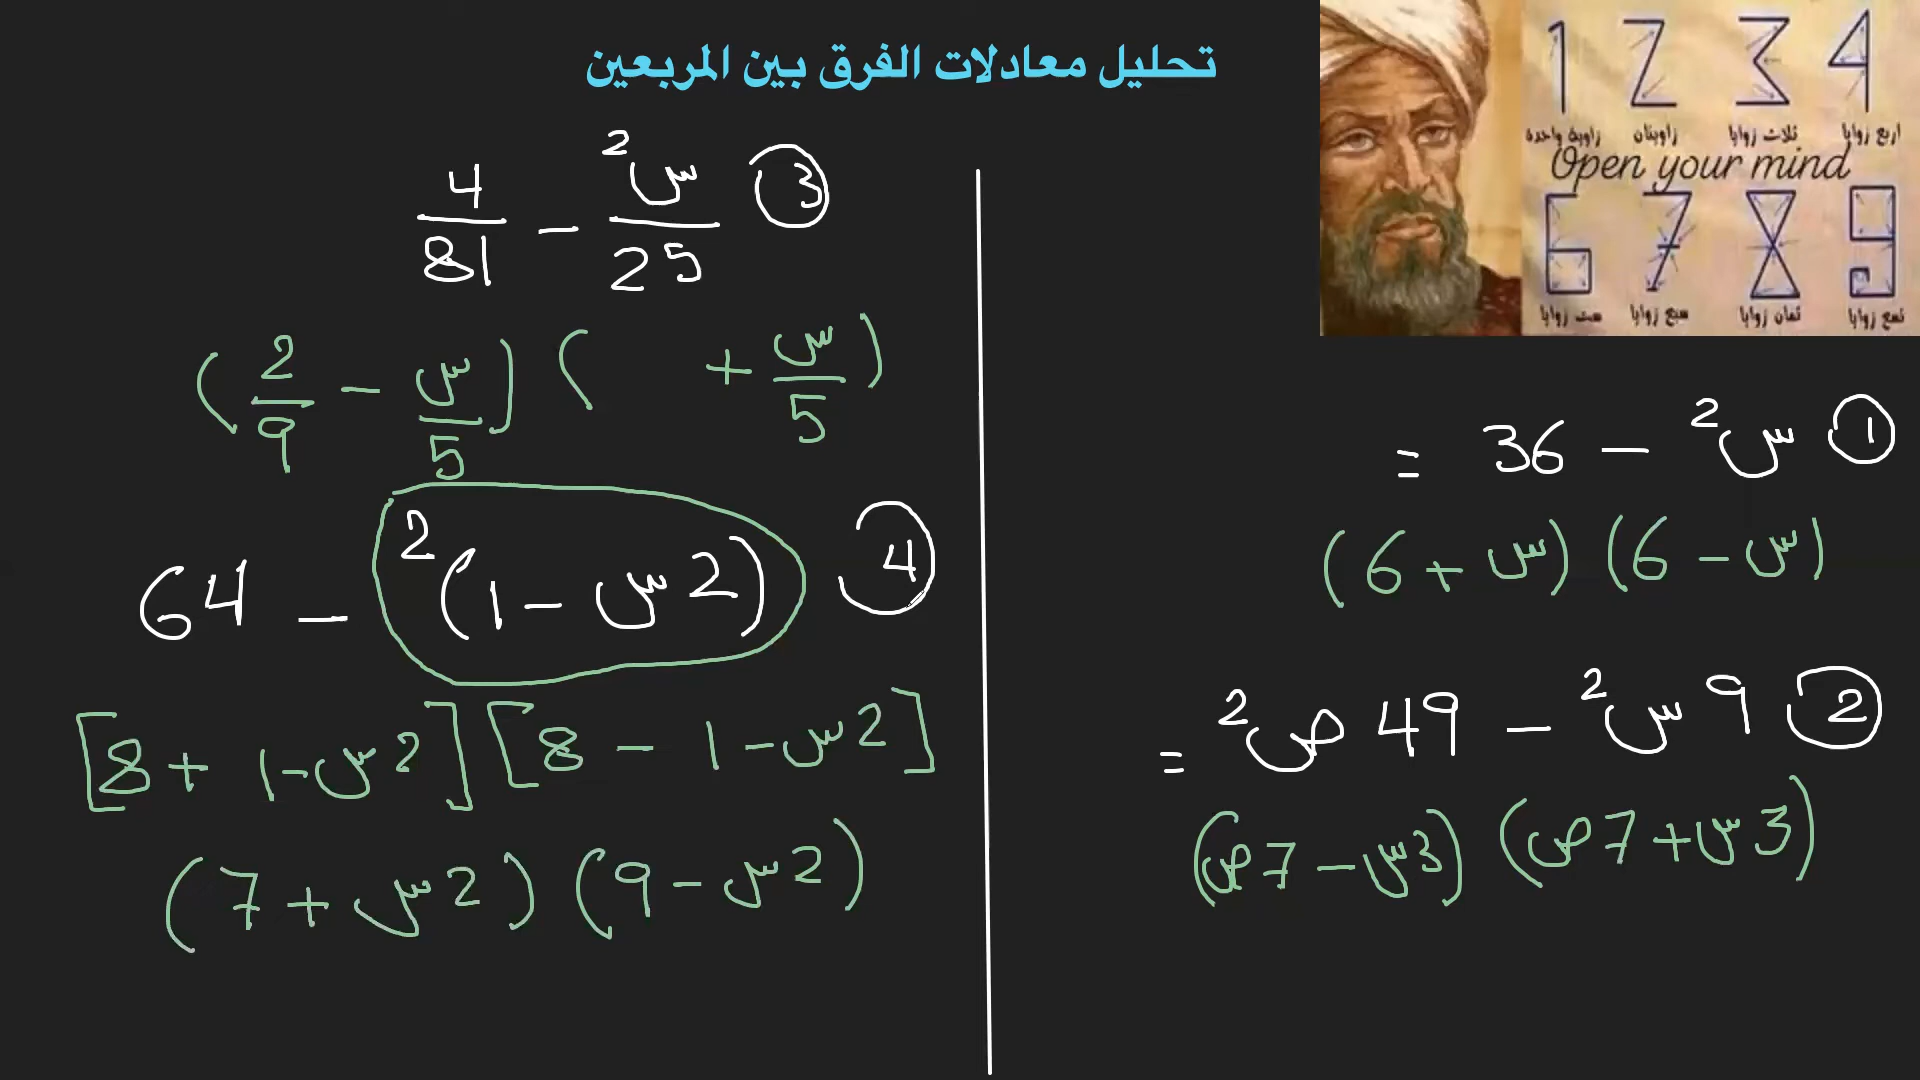 تحليل معادلات الفرق بين المربعين
1 2 3 4
زاوية واحدة زاويتان ثلاث زوايا اربع زوايا
Open your mind
6 7 8 9
ست زوايا سبع زوايا ثمان زوايا تسع زوايا
① س² − 36 =
(س − 6) (س + 6)
② 9س² − 49ص² =
(3س + 7ص) (3س − 7ص)
③ س²/25 − 4/81
(س/5 + ) (س/5 − 2/9)
④ (2س − 1)² − 64
[2س − 1 − 8] [2س − 1 + 8]
(2س − 9) (2س + 7)